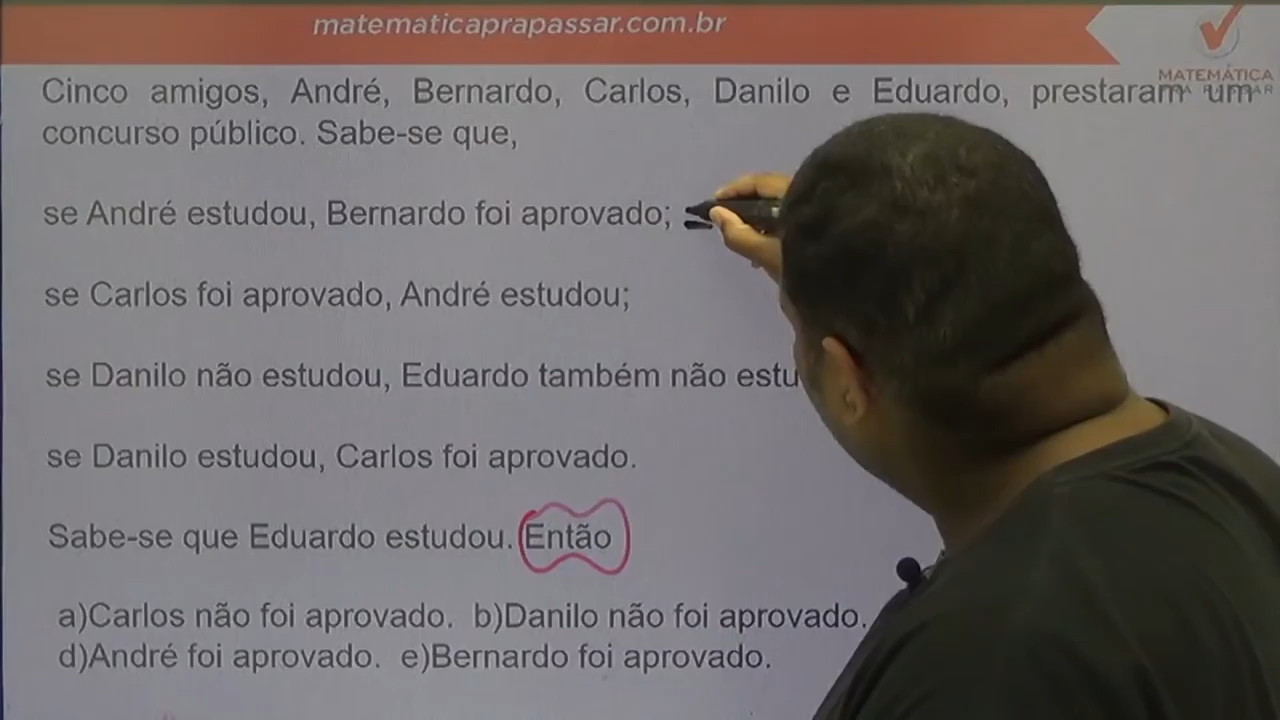 matematicaprapassar.com.br
MATEMÁTICA
Cinco amigos, André, Bernardo, Carlos, Danilo e Eduardo, prestaram um
concurso público. Sabe-se que,
se André estudou, Bernardo foi aprovado;
se Carlos foi aprovado, André estudou;
se Danilo não estudou, Eduardo também não estu
se Danilo estudou, Carlos foi aprovado.
Sabe-se que Eduardo estudou. Então
a)Carlos não foi aprovado. b)Danilo não foi aprovado.
d)André foi aprovado. e)Bernardo foi aprovado.